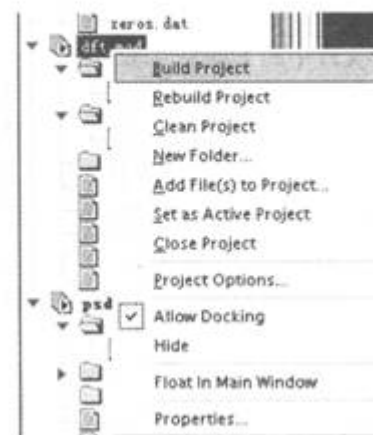 zeros.dat
Build Project
Rebuild Project
Clean Project
New Folder...
Add File(s) to Project...
Set as Active Project
Close Project
Project Options...
psd
Allow Docking
Hide
Float In Main Window
Properties...